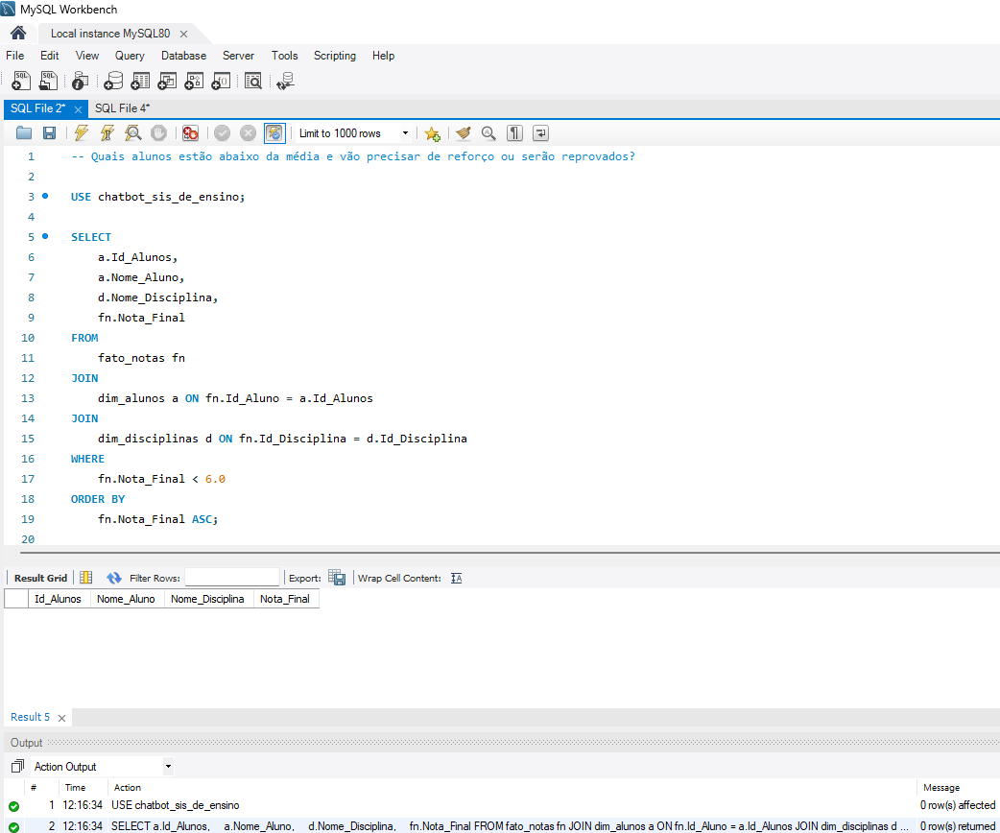 MySQL Workbench
Local instance MySQL80
File Edit View Query Database Server Tools Scripting Help
SQL File 2* SQL File 4*
Limit to 1000 rows
1 -- Quais alunos estão abaixo da média e vão precisar de reforço ou serão reprovados?
2
3 USE chatbot_sis_de_ensino;
4
5 SELECT
6 a.Id_Alunos,
7 a.Nome_Aluno,
8 d.Nome_Disciplina,
9 fn.Nota_Final
10 FROM
11 fato_notas fn
12 JOIN
13 dim_alunos a ON fn.Id_Aluno = a.Id_Alunos
14 JOIN
15 dim_disciplinas d ON fn.Id_Disciplina = d.Id_Disciplina
16 WHERE
17 fn.Nota_Final < 6.0
18 ORDER BY
19 fn.Nota_Final ASC;
20
Result Grid Filter Rows: Export: Wrap Cell Content:
Id_Alunos Nome_Aluno Nome_Disciplina Nota_Final
Result 5
Output
Action Output
# Time Action Message
1 12:16:34 USE chatbot_sis_de_ensino 0 row(s) affected
2 12:16:34 SELECT a.Id_Alunos, a.Nome_Aluno, d.Nome_Disciplina, fn.Nota_Final FROM fato_notas fn JOIN dim_alunos a ON fn.Id_Aluno = a.Id_Alunos JOIN dim_disciplinas d ... 0 row(s) returned